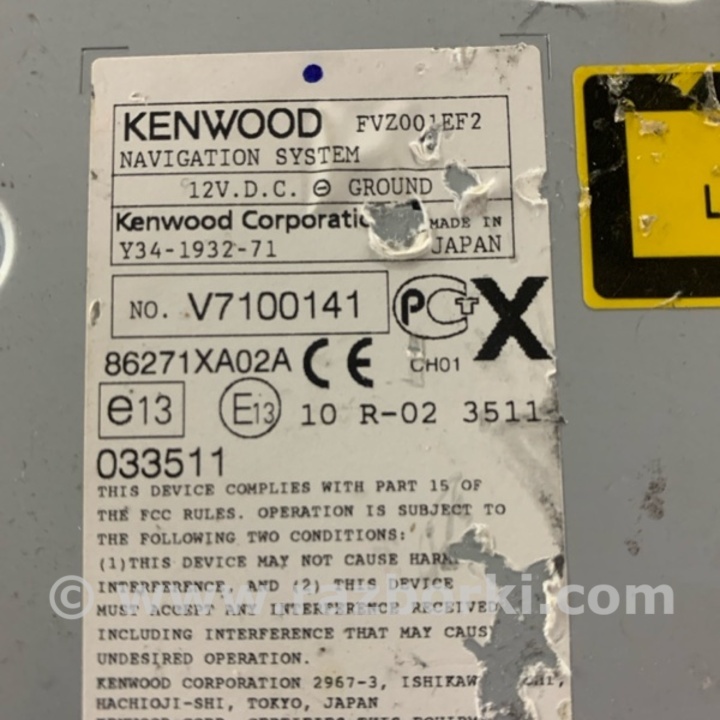 KENWOOD FVZ001EF2
NAVIGATION SYSTEM
12V.D.C. ⊖ GROUND
Kenwood Corporatio MADE IN
Y34-1932-71 JAPAN
NO. V7100141 PCT X
86271XA02A CE CH01
e13 E13 10 R-02 3511
033511
THIS DEVICE COMPLIES WITH PART 15 OF
THE FCC RULES. OPERATION IS SUBJECT TO
THE FOLLOWING TWO CONDITIONS:
(1)THIS DEVICE MAY NOT CAUSE HARM
INTERFERENCE, AND (2) THIS DEVICE
© www.razborki.com
MUST ACCEPT ANY INTERFERENCE RECEIVED
INCLUDING INTERFERENCE THAT MAY CAUS
UNDESIRED OPERATION.
KENWOOD CORPORATION 2967-3, ISHIKAW
HACHIOJI-SHI, TOKYO, JAPAN